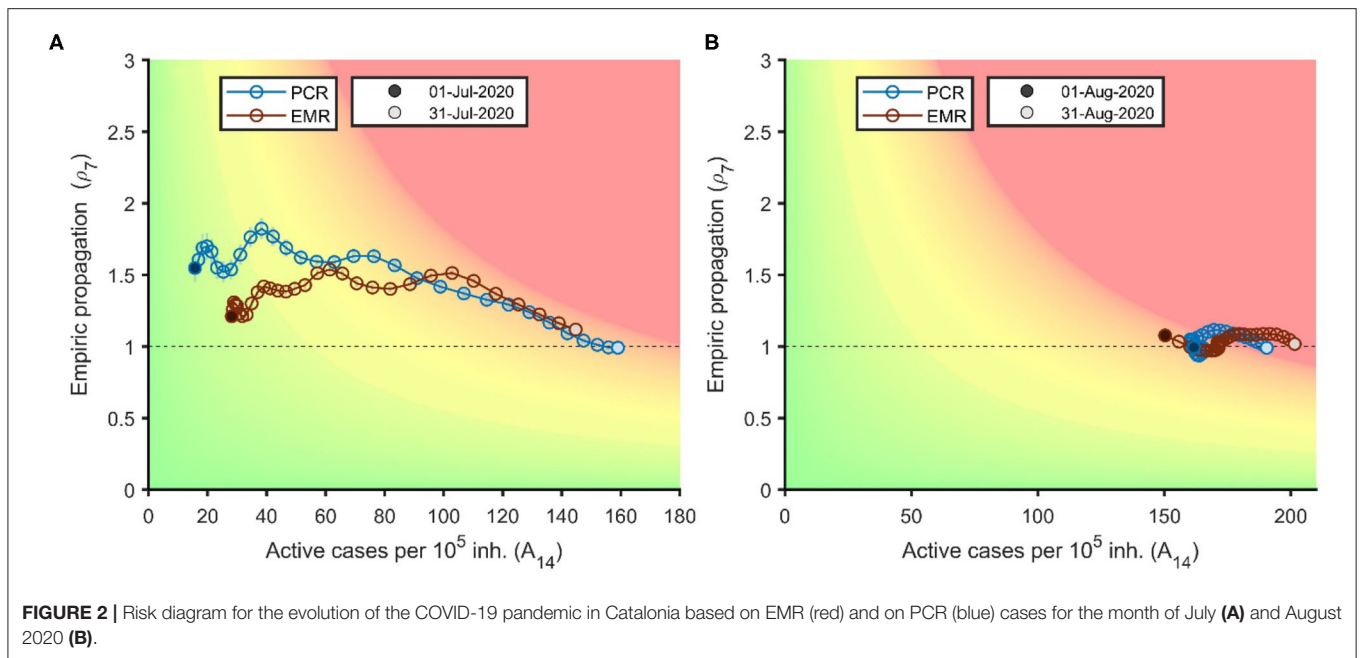 A
3
2.5
2
1.5
1
0.5
0
Empiric propagation (ρ7)
PCR
EMR
01-Jul-2020
31-Jul-2020
0 20 40 60 80 100 120 140 160 180
Active cases per 10^5 inh. (A14)
B
3
2.5
2
1.5
1
0.5
0
Empiric propagation (ρ7)
PCR
EMR
01-Aug-2020
31-Aug-2020
0 50 100 150 200
Active cases per 10^5 inh. (A14)
FIGURE 2 | Risk diagram for the evolution of the COVID-19 pandemic in Catalonia based on EMR (red) and on PCR (blue) cases for the month of July (A) and August
2020 (B).